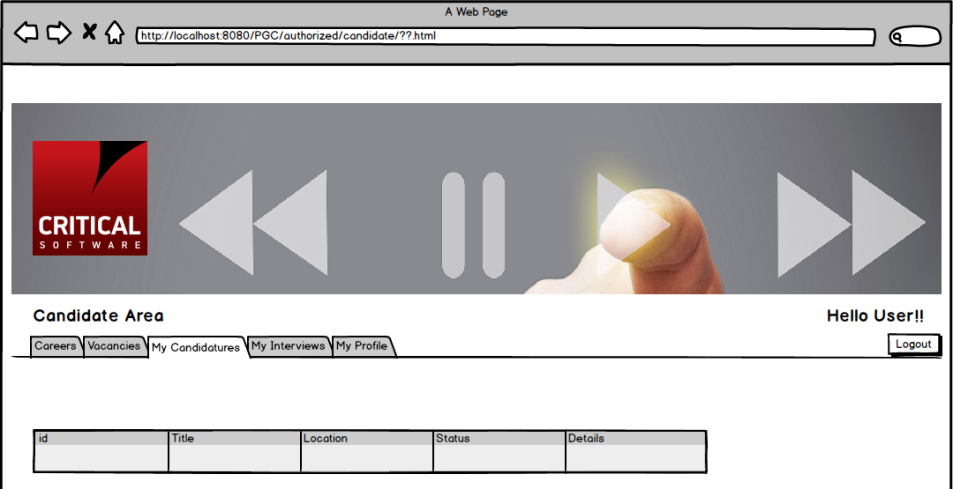 A Web Page
http://localhost:8080/PGC/authorized/candidate/??.html
CRITICAL
SOFTWARE
Candidate Area
Hello User!!
Careers Vacancies My Candidatures My Interviews My Profile
Logout
id Title Location Status Details